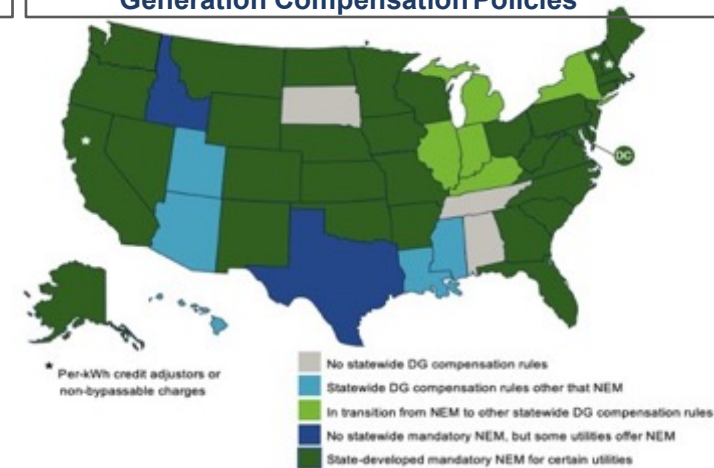 Generation Compensation Policies
DC
* Per-kWh credit adjustors or
non-bypassable charges
No statewide DG compensation rules
Statewide DG compensation rules other that NEM
In transition from NEM to other statewide DG compensation rules
No statewide mandatory NEM, but some utilities offer NEM
State-developed mandatory NEM for certain utilities